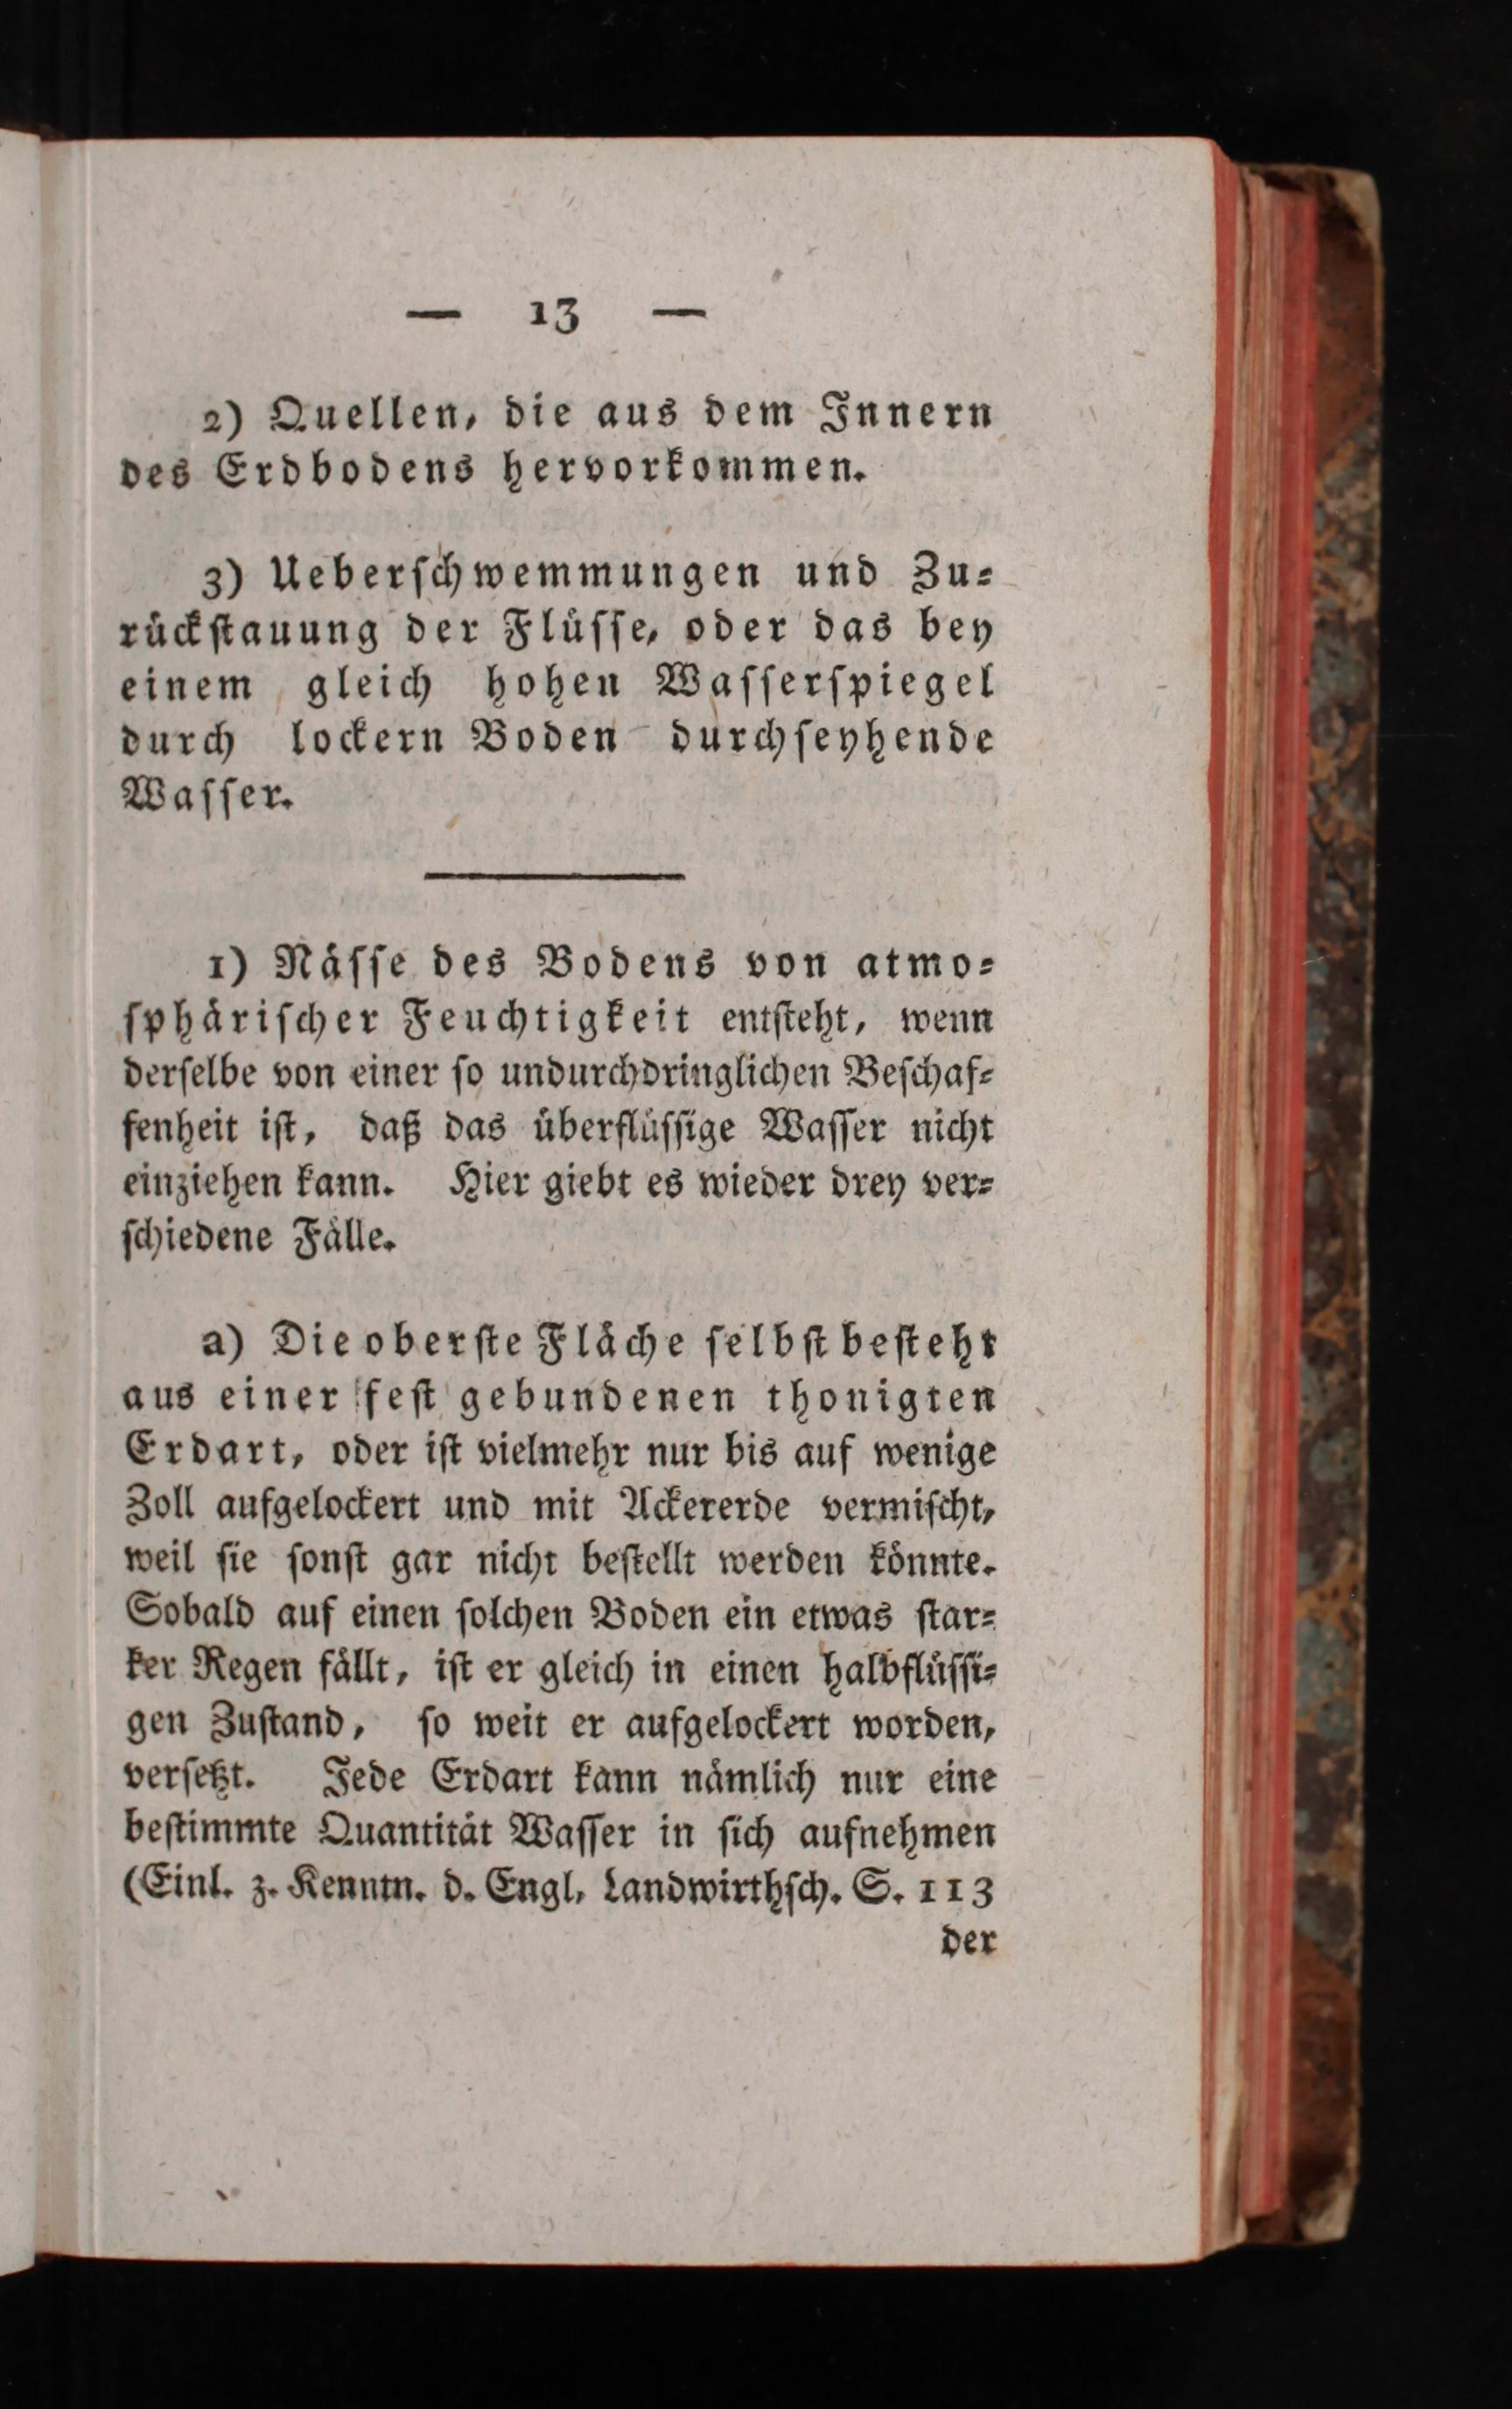 — 13 —
2) Quellen, die aus dem Innern
des Erdbodens hervorkommen.
3) Ueberſchwemmungen und Zu⸗
rückſtauung der Flüſſe, oder das bey
einem gleich hohen Waſſerſpiegel
durch lockern Boden durchſeyhende
Waſſer.
1) Näſſe des Bodens von atmo⸗
ſphäriſcher Feuchtigkeit entſteht, wenn
derſelbe von einer ſo undurchdringlichen Beſchaf⸗
fenheit iſt, daß das überflüſſige Waſſer nicht
einziehen kann. Hier giebt es wieder drey ver⸗
ſchiedene Fälle.
a) Die oberſte Fläche ſelbſt beſteht
aus einer feſt gebundenen thonigten
Erdart, oder iſt vielmehr nur bis auf wenige
Zoll aufgelockert und mit Ackererde vermiſcht,
weil ſie ſonſt gar nicht beſtellt werden könnte.
Sobald auf einen ſolchen Boden ein etwas ſtar⸗
ker Regen fällt, iſt er gleich in einen halbflüſſi⸗
gen Zuſtand, ſo weit er aufgelockert worden,
verſetzt. Jede Erdart kann nämlich nur eine
beſtimmte Quantität Waſſer in ſich aufnehmen
(Einl. z. Kenntn. d. Engl. Landwirthſch. S. 113
der